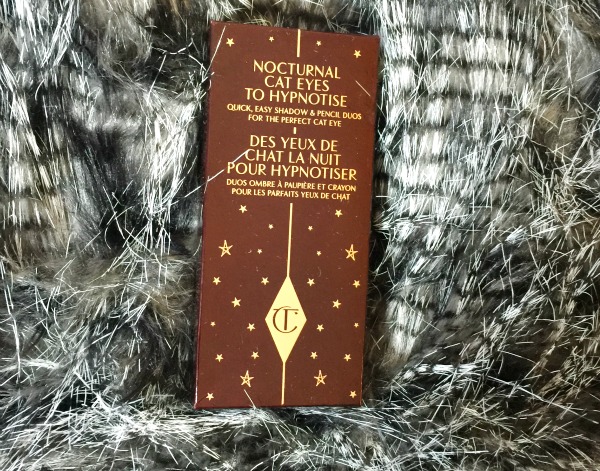 NOCTURNAL
CAT EYES
TO HYPNOTISE
QUICK, EASY SHADOW & PENCIL DUOS
FOR THE PERFECT CAT EYE
DES YEUX DE
CHAT LA NUIT
POUR HYPNOTISER
DUOS OMBRE À PAUPIÈRE ET CRAYON
POUR LES PARFAITS YEUX DE CHAT
CT